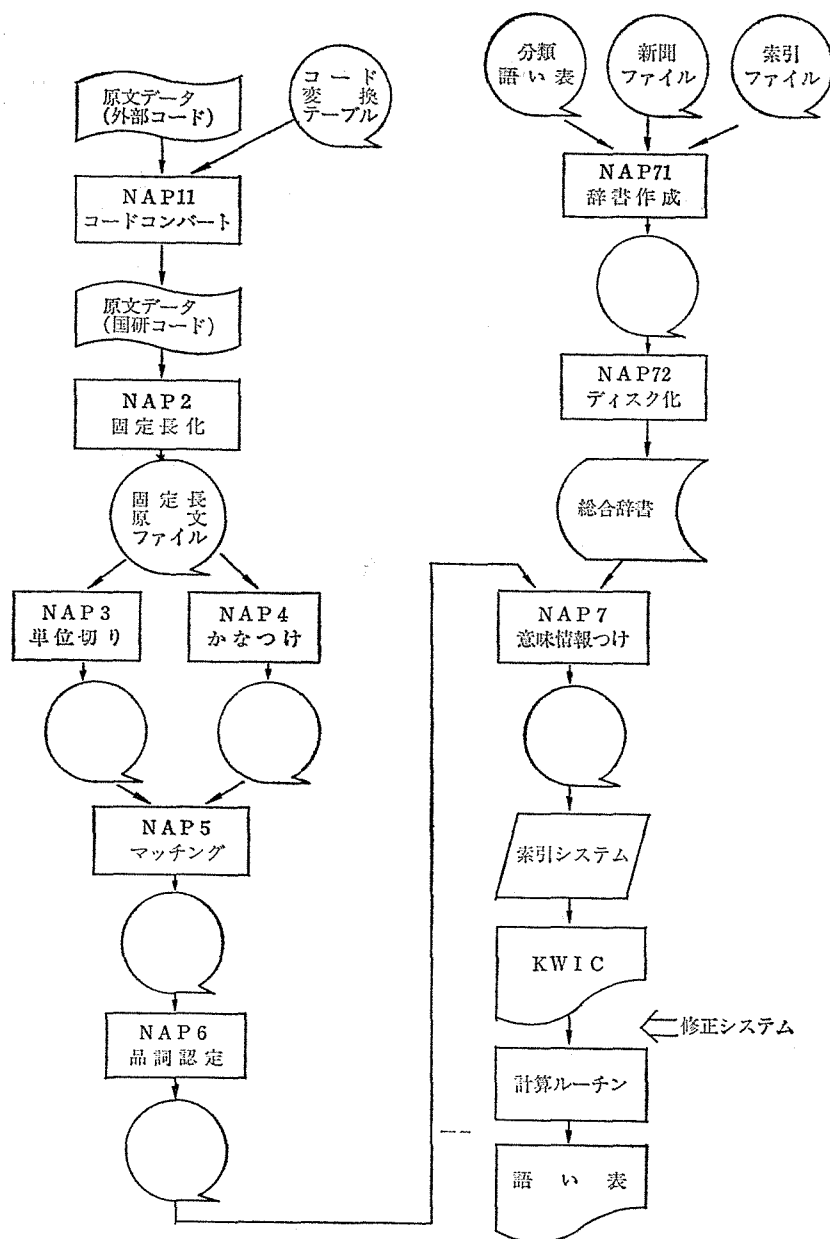 原文データ
(外部コード)
コード
変換
テーブル
NAP11
コードコンバート
原文データ
(国研コード)
NAP2
固定長化
固定長
原文
ファイル
NAP3
単位切り
NAP4
かなつけ
NAP5
マッチング
NAP6
品詞認定
分類
語い表
新聞
ファイル
索引
ファイル
NAP71
辞書作成
NAP72
ディスク化
総合辞書
NAP7
意味情報つけ
索引システム
KWIC
修正システム
計算ルーチン
語い表